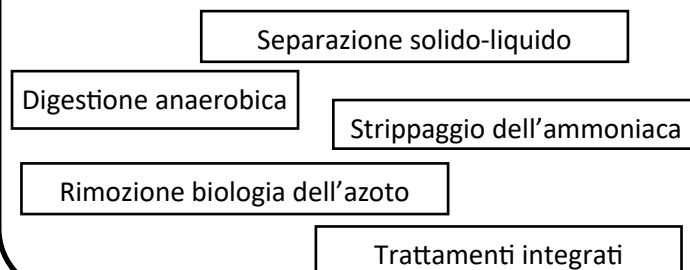 Separazione solido-liquido
Digestione anaerobica
Strippaggio dell’ammoniaca
Rimozione biologia dell’azoto
Trattamenti integrati